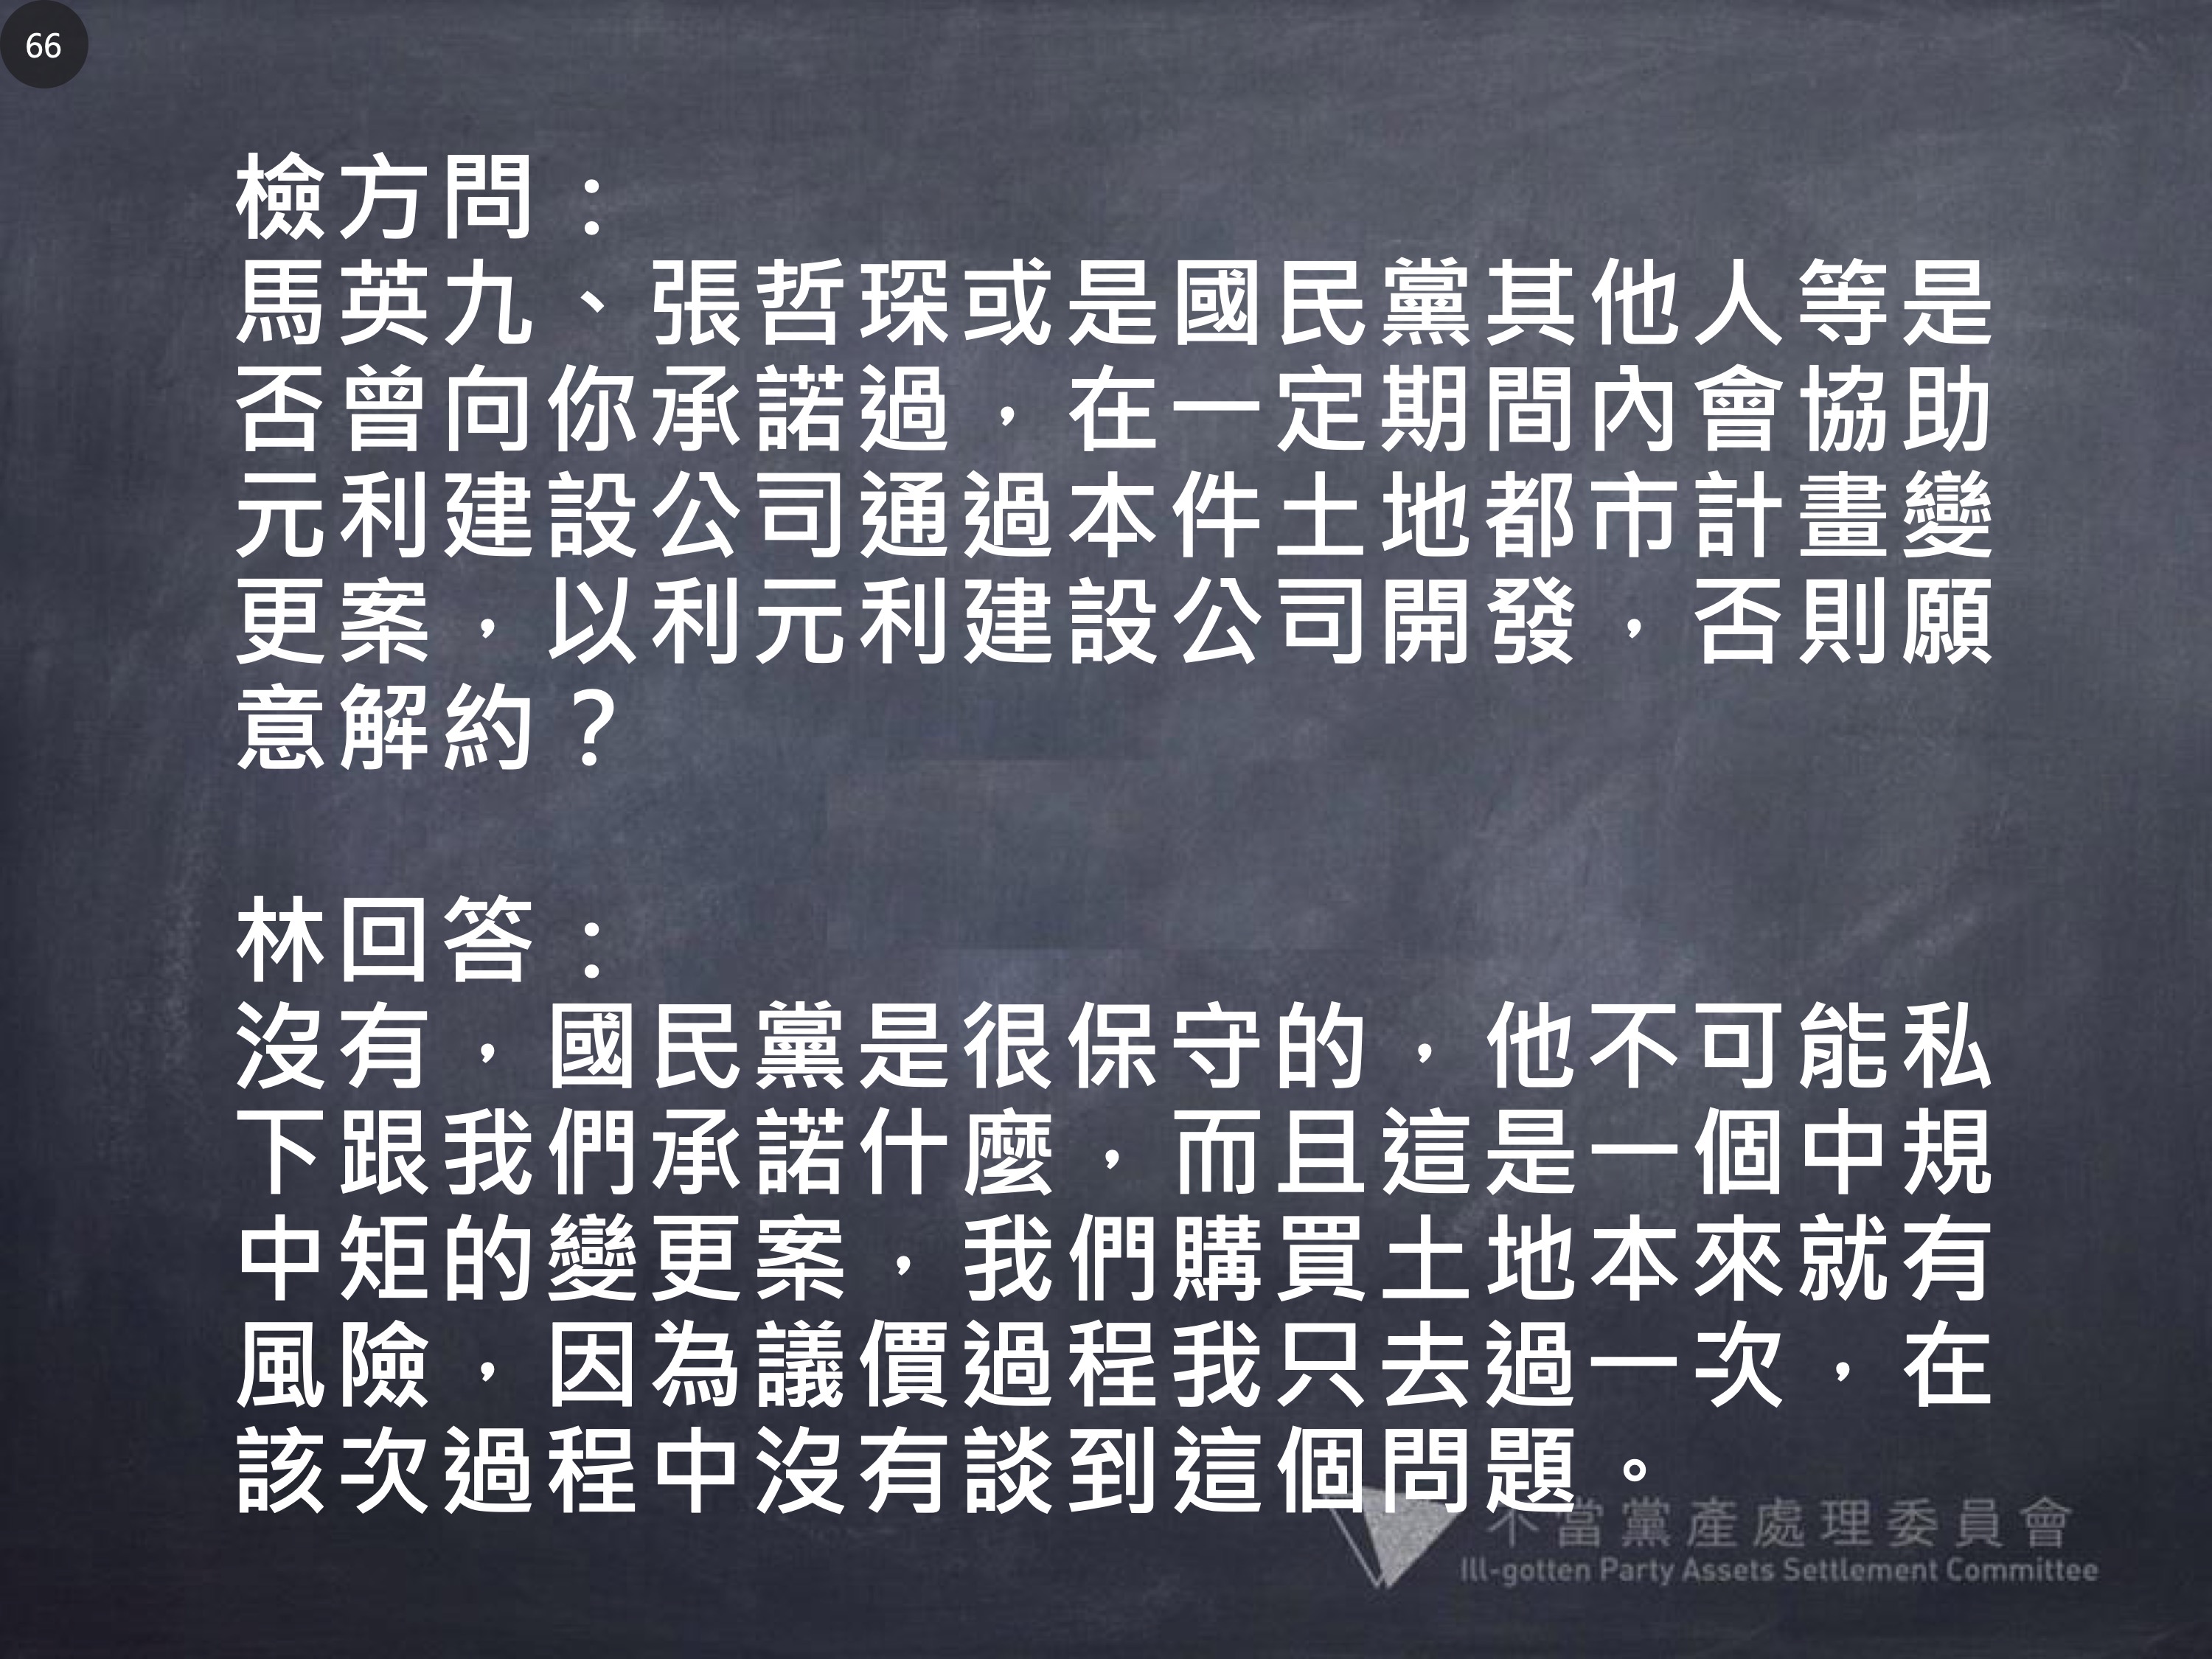 66
檢方問：
馬英九、張哲琛或是國民黨其他人等是
否曾向你承諾過，在一定期間內會協助
元利建設公司通過本件土地都市計畫變
更案，以利元利建設公司開發，否則願
意解約？
林回答：
沒有，國民黨是很保守的，他不可能私
下跟我們承諾什麼，而且這是一個中規
中矩的變更案，我們購買土地本來就有
風險，因為議價過程我只去過一次，在
該次過程中沒有談到這個問題。
不當黨產處理委員會
Ill-gotten Party Assets Settlement Committee